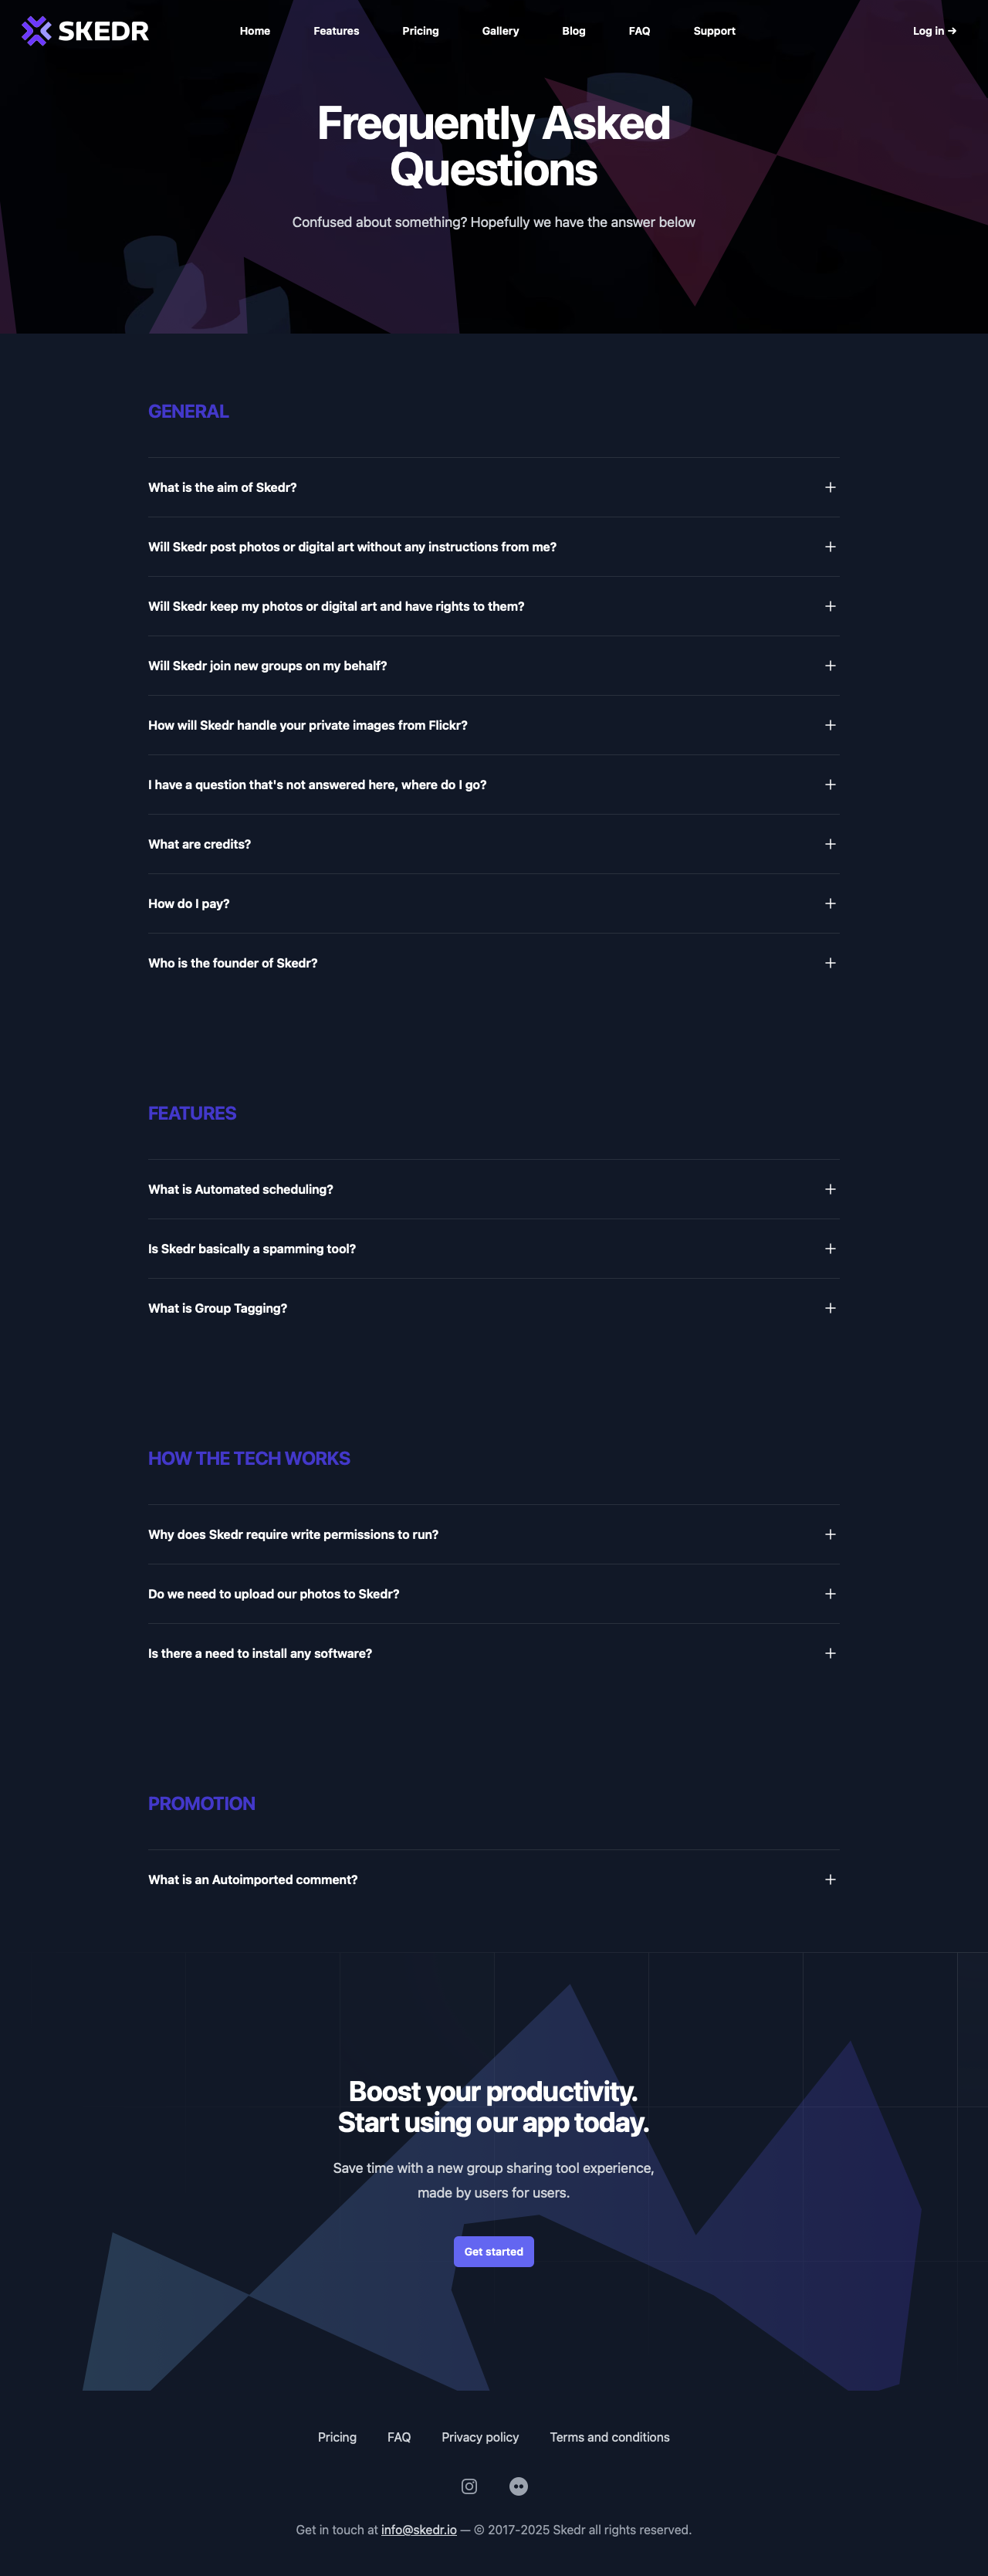 SKEDR
Home Features Pricing Gallery Blog FAQ Support Log in →
Frequently Asked
Questions
Confused about something? Hopefully we have the answer below
GENERAL
What is the aim of Skedr?
Will Skedr post photos or digital art without any instructions from me?
Will Skedr keep my photos or digital art and have rights to them?
Will Skedr join new groups on my behalf?
How will Skedr handle your private images from Flickr?
I have a question that's not answered here, where do I go?
What are credits?
How do I pay?
Who is the founder of Skedr?
FEATURES
What is Automated scheduling?
Is Skedr basically a spamming tool?
What is Group Tagging?
HOW THE TECH WORKS
Why does Skedr require write permissions to run?
Do we need to upload our photos to Skedr?
Is there a need to install any software?
PROMOTION
What is an Autoimported comment?
Boost your productivity.
Start using our app today.
Save time with a new group sharing tool experience,
made by users for users.
Get started
Pricing FAQ Privacy policy Terms and conditions
Get in touch at info@skedr.io — © 2017-2025 Skedr all rights reserved.